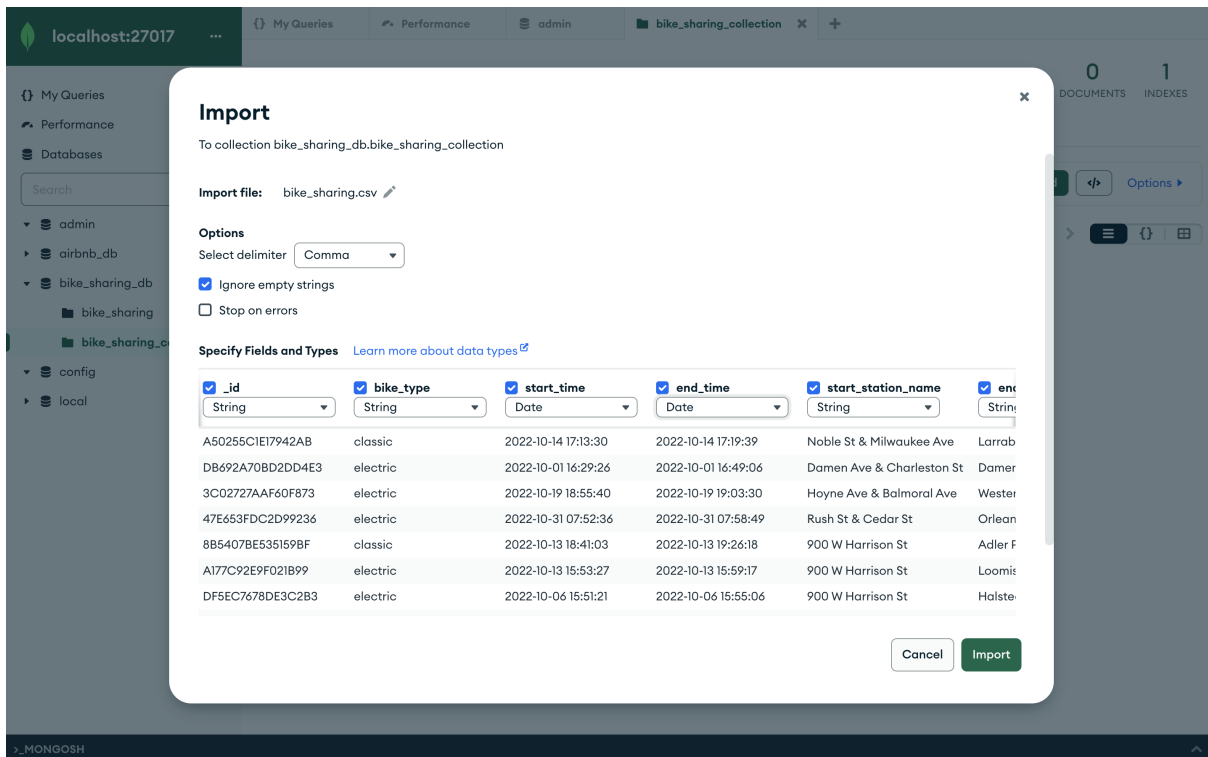 localhost:27017 ...
{} My Queries
Performance
admin
bike_sharing_collection
{} My Queries
Performance
Databases
Search
admin
airbnb_db
bike_sharing_db
bike_sharing
bike_sharing_c
config
local
0
DOCUMENTS
1
INDEXES
</> Options
{}
Import
To collection bike_sharing_db.bike_sharing_collection
Import file: bike_sharing.csv
Options
Select delimiter Comma
Ignore empty strings
Stop on errors
Specify Fields and Types Learn more about data types
_id bike_type start_time end_time start_station_name
String String Date Date String
A50255C1E17942AB classic 2022-10-14 17:13:30 2022-10-14 17:19:39 Noble St & Milwaukee Ave Larrab
DB692A70BD2DD4E3 electric 2022-10-01 16:29:26 2022-10-01 16:49:06 Damen Ave & Charleston St Damen
3C02727AAF60F873 electric 2022-10-19 18:55:40 2022-10-19 19:03:30 Hoyne Ave & Balmoral Ave Wester
47E653FDC2D99236 electric 2022-10-31 07:52:36 2022-10-31 07:58:49 Rush St & Cedar St Orlean
8B5407BE535159BF classic 2022-10-13 18:41:03 2022-10-13 19:26:18 900 W Harrison St Adler
A177C92E9F021B99 electric 2022-10-13 15:53:27 2022-10-13 15:59:17 900 W Harrison St Loomis
DF5EC7678DE3C2B3 electric 2022-10-06 15:51:21 2022-10-06 15:55:06 900 W Harrison St Halste
Cancel Import
>_MONGOSH